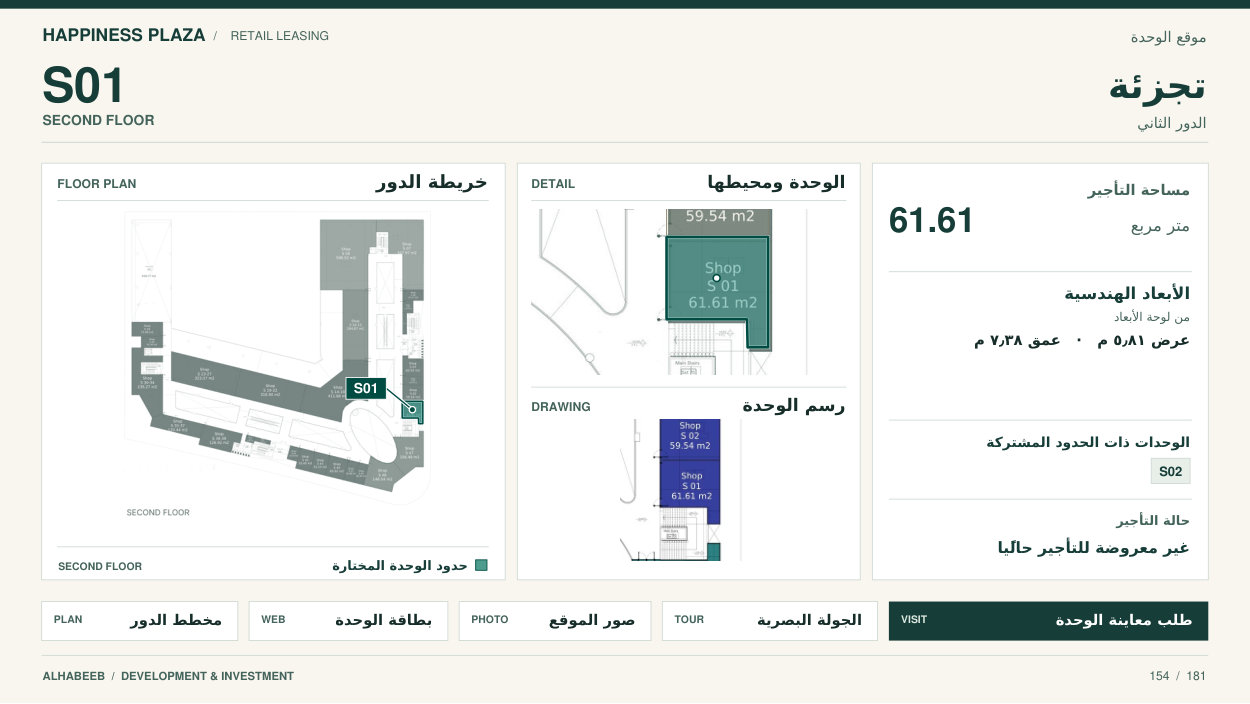 HAPPINESS PLAZA / RETAIL LEASING
موقع الوحدة
S01
تجزئة
SECOND FLOOR
الدور الثاني
FLOOR PLAN
خريطة الدور
S01
SECOND FLOOR
SECOND FLOOR
حدود الوحدة المختارة
DETAIL
الوحدة ومحيطها
59.54 m2
Shop
S 01
61.61 m2
Main Stairs
DRAWING
رسم الوحدة
Shop
S 02
59.54 m2
Shop
S 01
61.61 m2
مساحة التأجير
61.61
متر مربع
الأبعاد الهندسية
من لوحة الأبعاد
عرض ٥٫٨١ م · عمق ٧٫٣٨ م
الوحدات ذات الحدود المشتركة
S02
حالة التأجير
غير معروضة للتأجير حاليًا
PLAN
مخطط الدور
WEB
بطاقة الوحدة
PHOTO
صور الموقع
TOUR
الجولة البصرية
VISIT
طلب معاينة الوحدة
ALHABEEB / DEVELOPMENT & INVESTMENT
154 / 181